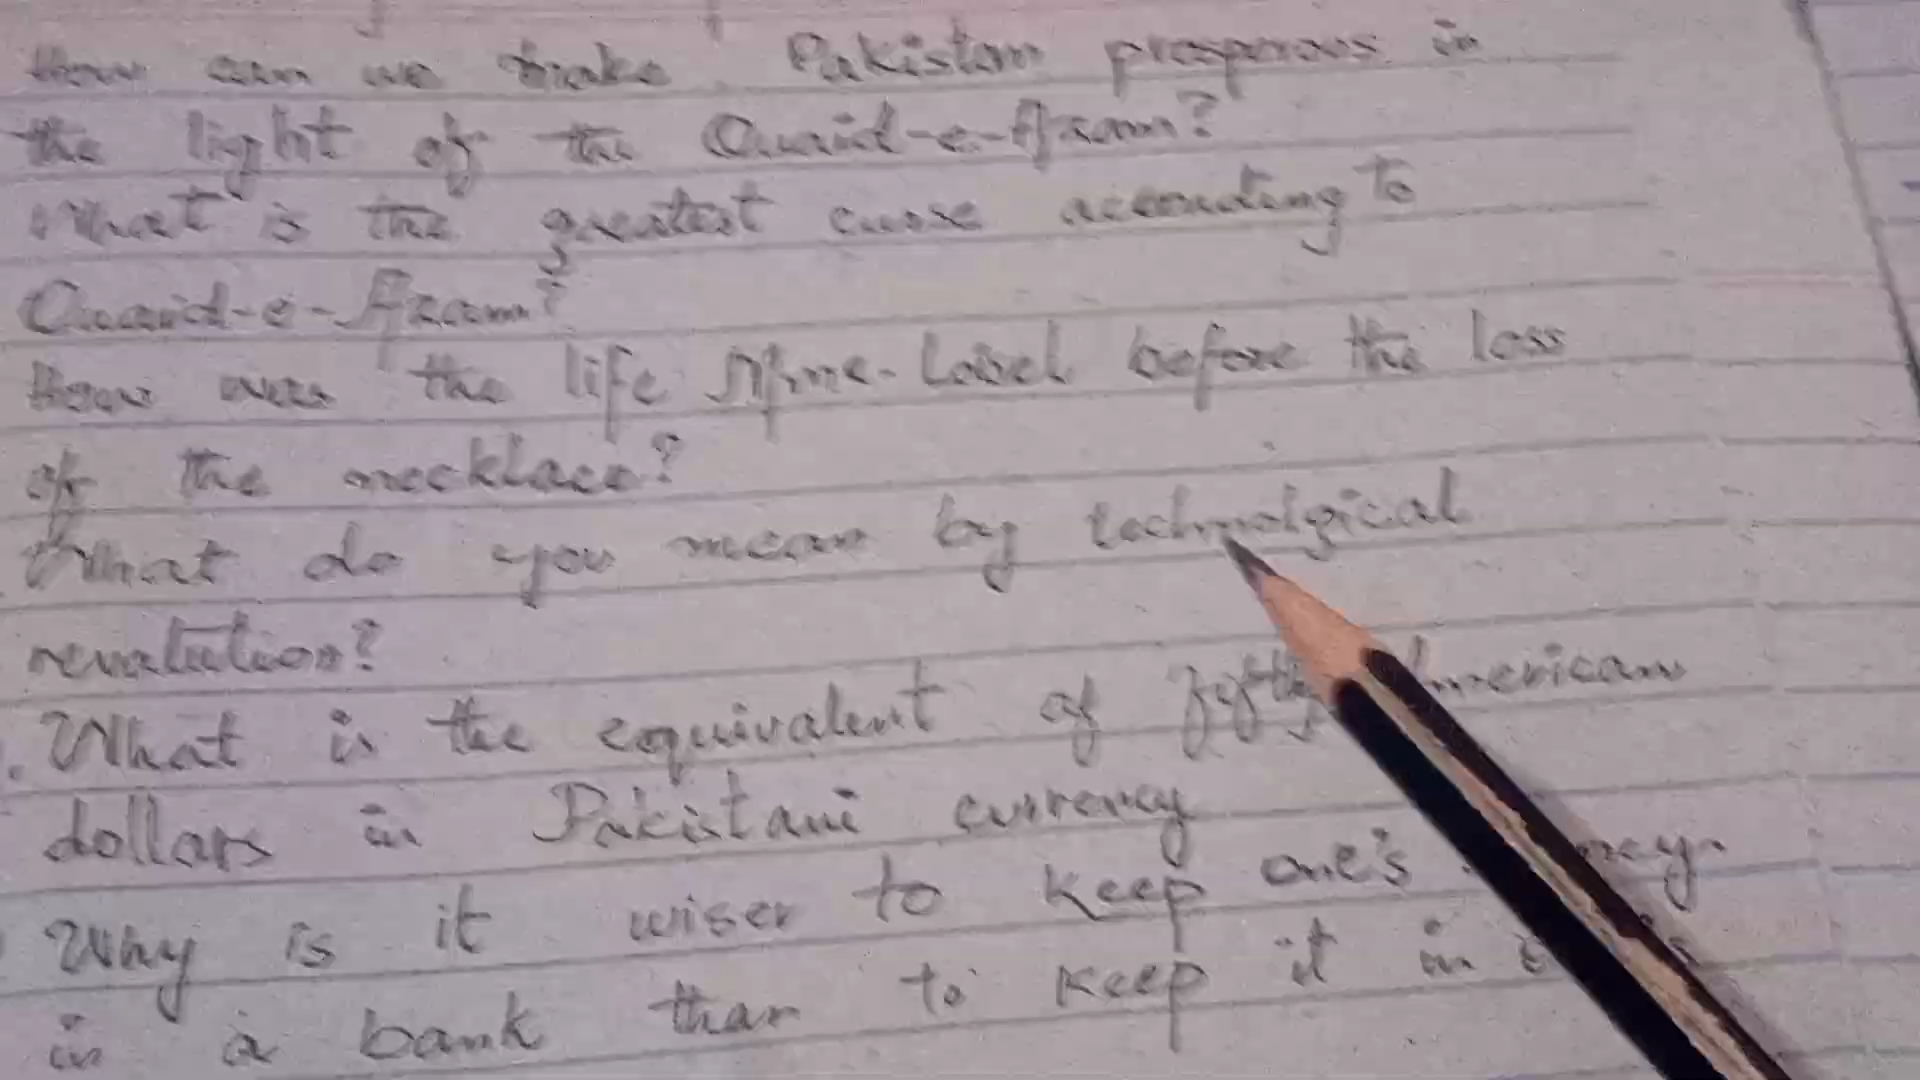 How can we make Pakistan prosperous in
the light of the Quaid-e-Azam?
What is the greatest curse according to
Quaid-e-Azam?
How was the life Mme. Loisel before the loss
of the necklace?
What do you mean by technolgical
revalution?
What is the equivalent of fifty American
dollars in Pakistani currency
Why is it wiser to keep one's
in a bank than to keep it in